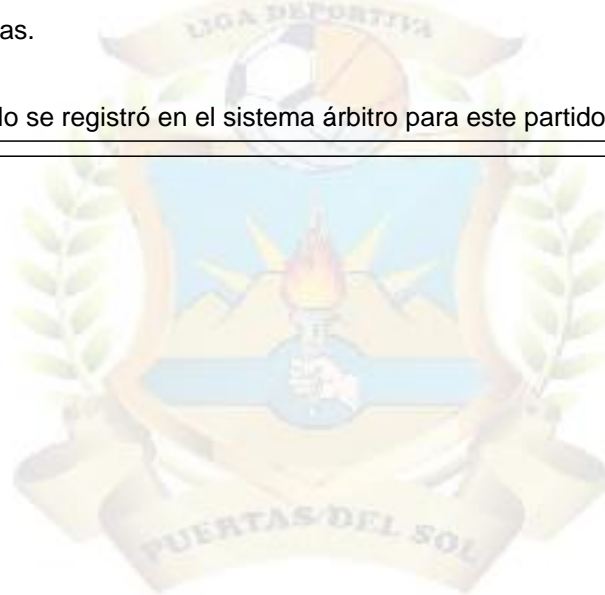 LIGA DEPORTIVA
as.
lo se registró en el sistema árbitro para este partido
PUERTAS DEL SOL